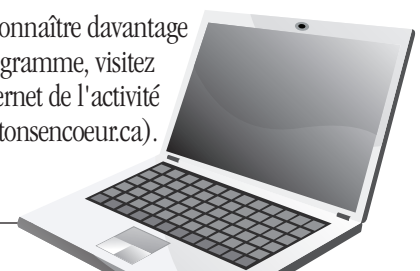 onnaître davantage
gramme, visitez
ernet de l'activité
tonsencoeur.ca).